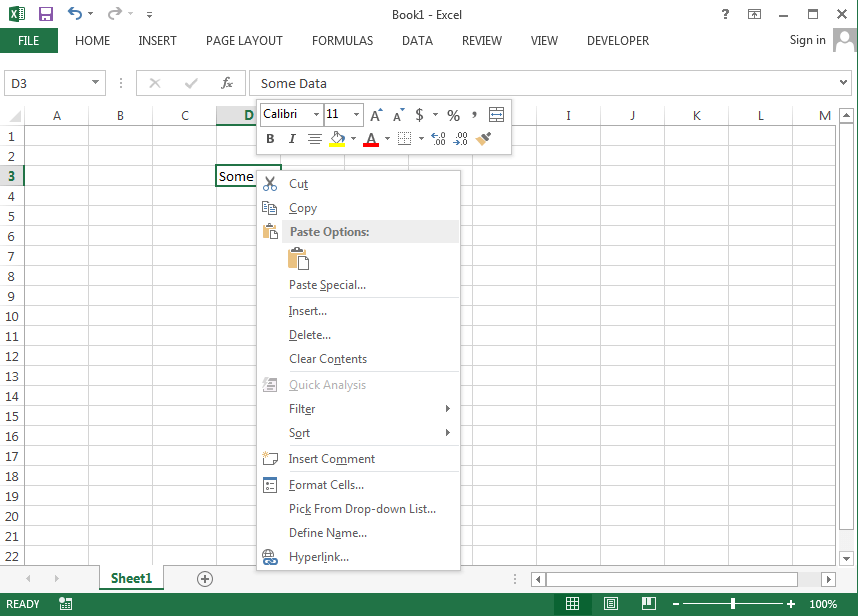 Book1 - Excel
?
FILE HOME INSERT PAGE LAYOUT FORMULAS DATA REVIEW VIEW DEVELOPER Sign in
D3 fx Some Data
Calibri 11 A A $ % ,
B I A .00 .00
A B C D I J K L M
1
2
3 Some
4
5
6
7
8
9
10
11
12
13
14
15
16
17
18
19
20
21
22
Cut
Copy
Paste Options:
Paste Special...
Insert...
Delete...
Clear Contents
Quick Analysis
Filter
Sort
Insert Comment
Format Cells...
Pick From Drop-down List...
Define Name...
Hyperlink...
Sheet1
READY 100%